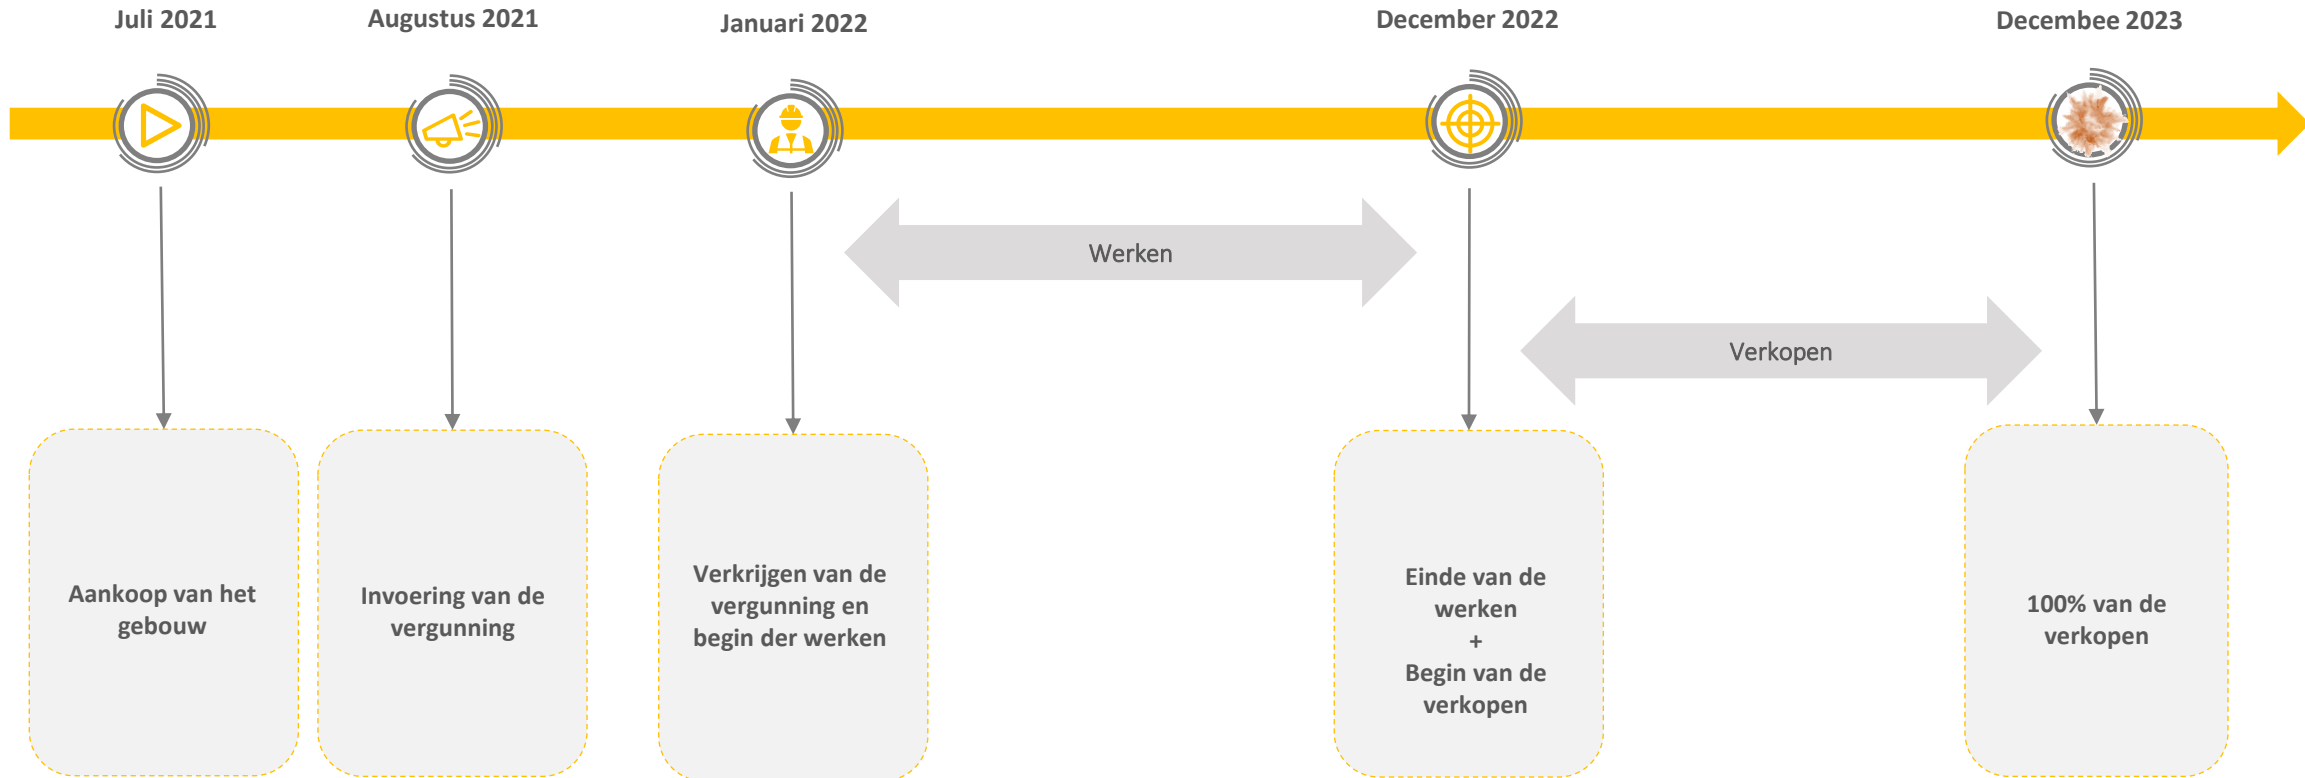 Juli 2021
Augustus 2021
Januari 2022
December 2022
Decembee 2023
Werken
Verkopen
Aankoop van het
gebouw
Invoering van de
vergunning
Verkrijgen van de
vergunning en
begin der werken
Einde van de
werken
+
Begin van de
verkopen
100% van de
verkopen